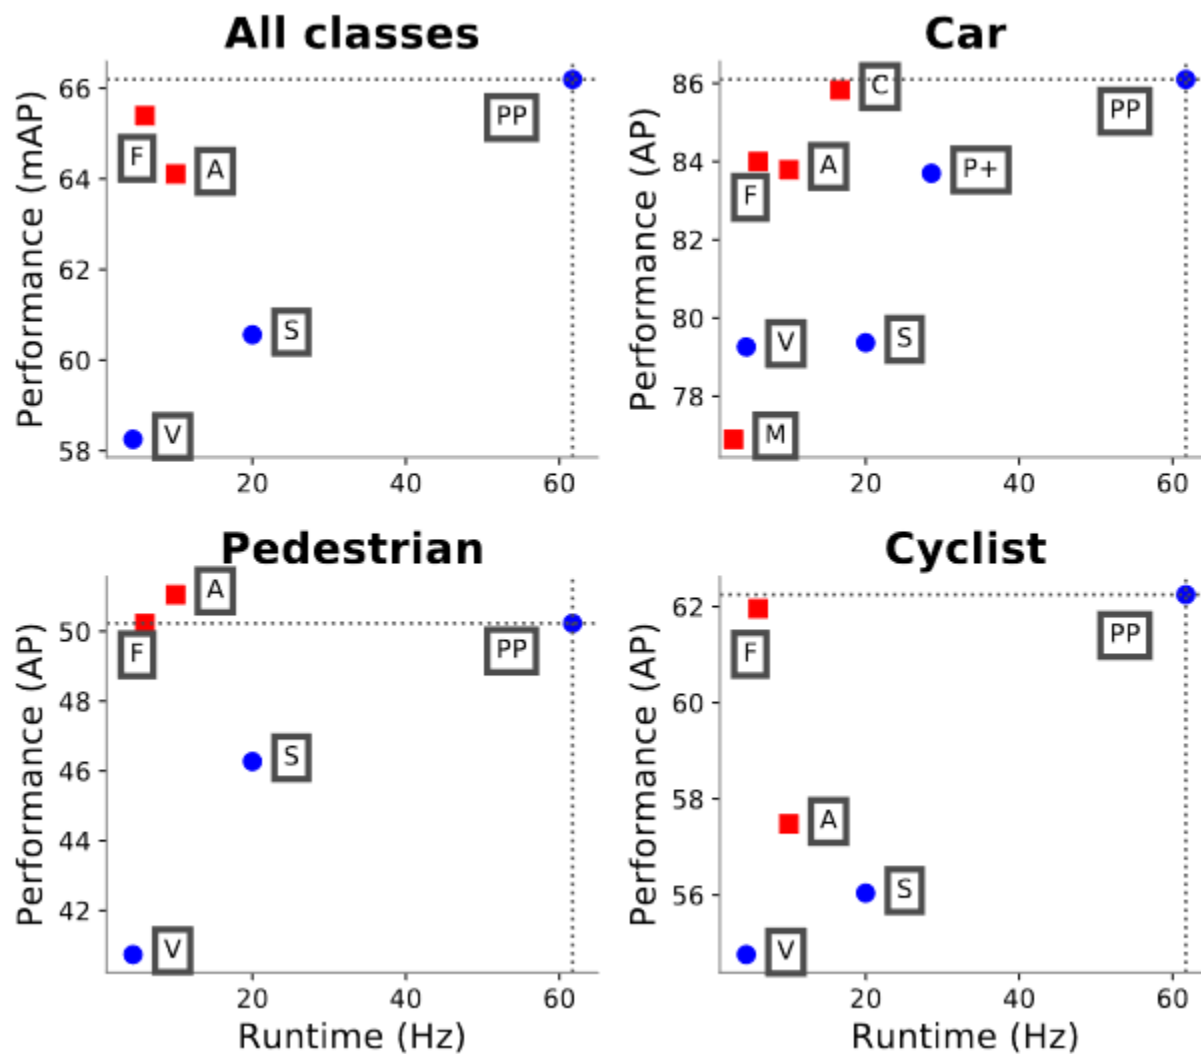 All classes
Performance (mAP)
66
64
62
60
58
20
40
60
F
A
PP
S
V
Car
Performance (AP)
86
84
82
80
78
20
40
60
C
PP
F
A
P+
V
S
M
Pedestrian
Performance (AP)
50
48
46
44
42
20
40
60
Runtime (Hz)
A
F
PP
S
V
Cyclist
Performance (AP)
62
60
58
56
20
40
60
Runtime (Hz)
F
PP
A
S
V